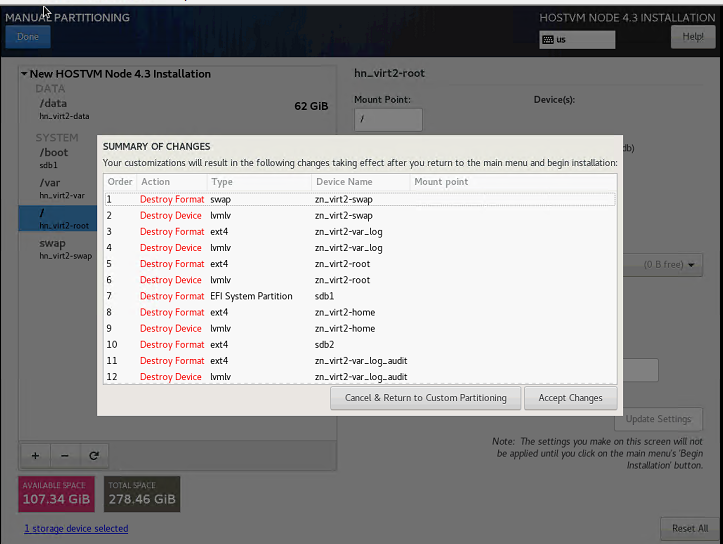 MANUAL PARTITIONING
HOSTVM NODE 4.3 INSTALLATION
Done
us
Help!
New HOSTVM Node 4.3 Installation
DATA
/data
62 GiB
hn_virt2-data
SYSTEM
/boot
sdb1
/var
hn_virt2-var
/
hn_virt2-root
swap
hn_virt2-swap
hn_virt2-root
Mount Point:
Device(s):
/
db)
(0 B free)
SUMMARY OF CHANGES
Your customizations will result in the following changes taking effect after you return to the main menu and begin installation:
Order Action Type Device Name Mount point
1 Destroy Format swap zn_virt2-swap
2 Destroy Device lvmlv zn_virt2-swap
3 Destroy Format ext4 zn_virt2-var_log
4 Destroy Device lvmlv zn_virt2-var_log
5 Destroy Format ext4 zn_virt2-root
6 Destroy Device lvmlv zn_virt2-root
7 Destroy Format EFI System Partition sdb1
8 Destroy Format ext4 zn_virt2-home
9 Destroy Device lvmlv zn_virt2-home
10 Destroy Format ext4 sdb2
11 Destroy Format ext4 zn_virt2-var_log_audit
12 Destroy Device lvmlv zn_virt2-var_log_audit
Cancel & Return to Custom Partitioning
Accept Changes
Update Settings
Note: The settings you make on this screen will not
be applied until you click on the main menu's 'Begin
Installation' button.
+ −
AVAILABLE SPACE
107.34 GiB
TOTAL SPACE
278.46 GiB
1 storage device selected
Reset All